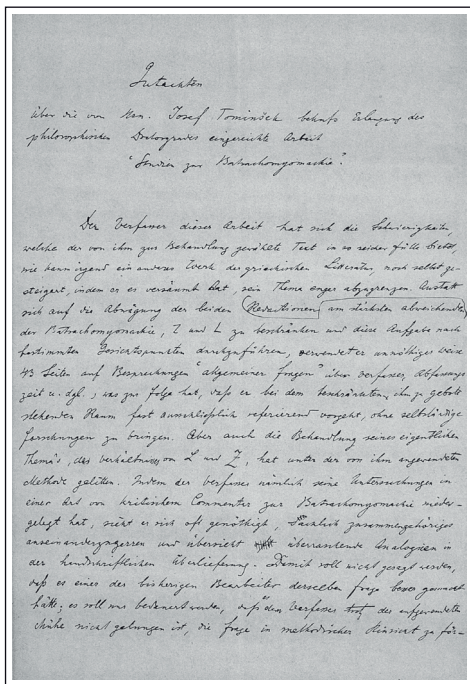 Gutachten
über die von Kan. Josef Tominšek behufs Erlangung des
philosophischen Doctorgrades eingereichte Arbeit
"Studien zur Batrachomyomachie".
Der Verfasser dieser Arbeit hat sich die Schwierigkeiten,
welche der von ihm zur Behandlung gewählte Text in so reicher Fülle bietet,
wie kaum irgend ein anderes Werk der griechischen Litteratur, noch selbst ge-
steigert, indem er es versäumt hat, sein Thema enger abzugrenzen. Anstatt
sich auf die Abwägung der beiden Redactionen am stärksten abweichenden
der Batrachomyomachie, Z und L zu beschränken und diese Aufgabe nach
bestimmten Gesichtspunkten durchzuführen, verwendet er unnöthiger weise
43 Seiten auf Besprechungen "allgemeiner Fragen" über Verfasser, Abfassungs-
zeit u. dgl.; was zur Folge hat, daß er bei dem beschränkten, ihm zu gebote
stehenden Raum fast ausschließlich referierend vorgeht, ohne selbständige
Forschungen zu bringen. Aber auch die Behandlung seines eigentlichen
Themas, des Verhältnisses von L und Z, hat unter der von ihm angewendeten
Methode gelitten. Indem der Verfasser nämlich seine Untersuchungen in
einer Art von kritischem Commentar zur Batrachomyomachie nieder-
gelegt hat, sieht er sich oft genöthigt, Sachlich zusammengehöriges
auseinanderzuzerren und übersieht überraschende Analogien in
der handschriftlichen Überlieferung. Damit soll nicht gesagt werden,
daß es einer der bisherigen Bearbeiter derselben Frage besser gemacht
hätte; es soll nur bedauert werden, daß dem Verfasser trotz der aufgewendeten
Mühe nicht gelungen ist, die Frage in methodischer Hinsicht zu för-